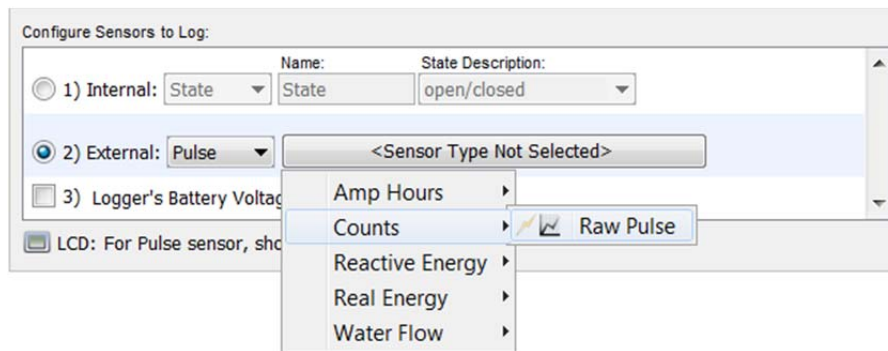 Configure Sensors to Log:
Name: State Description:
1) Internal: State State open/closed
2) External: Pulse <Sensor Type Not Selected>
3) Logger's Battery
Amp Hours
Counts Raw Pulse
LCD: For Pulse sensor,
Reactive Energy
Real Energy
Water Flow